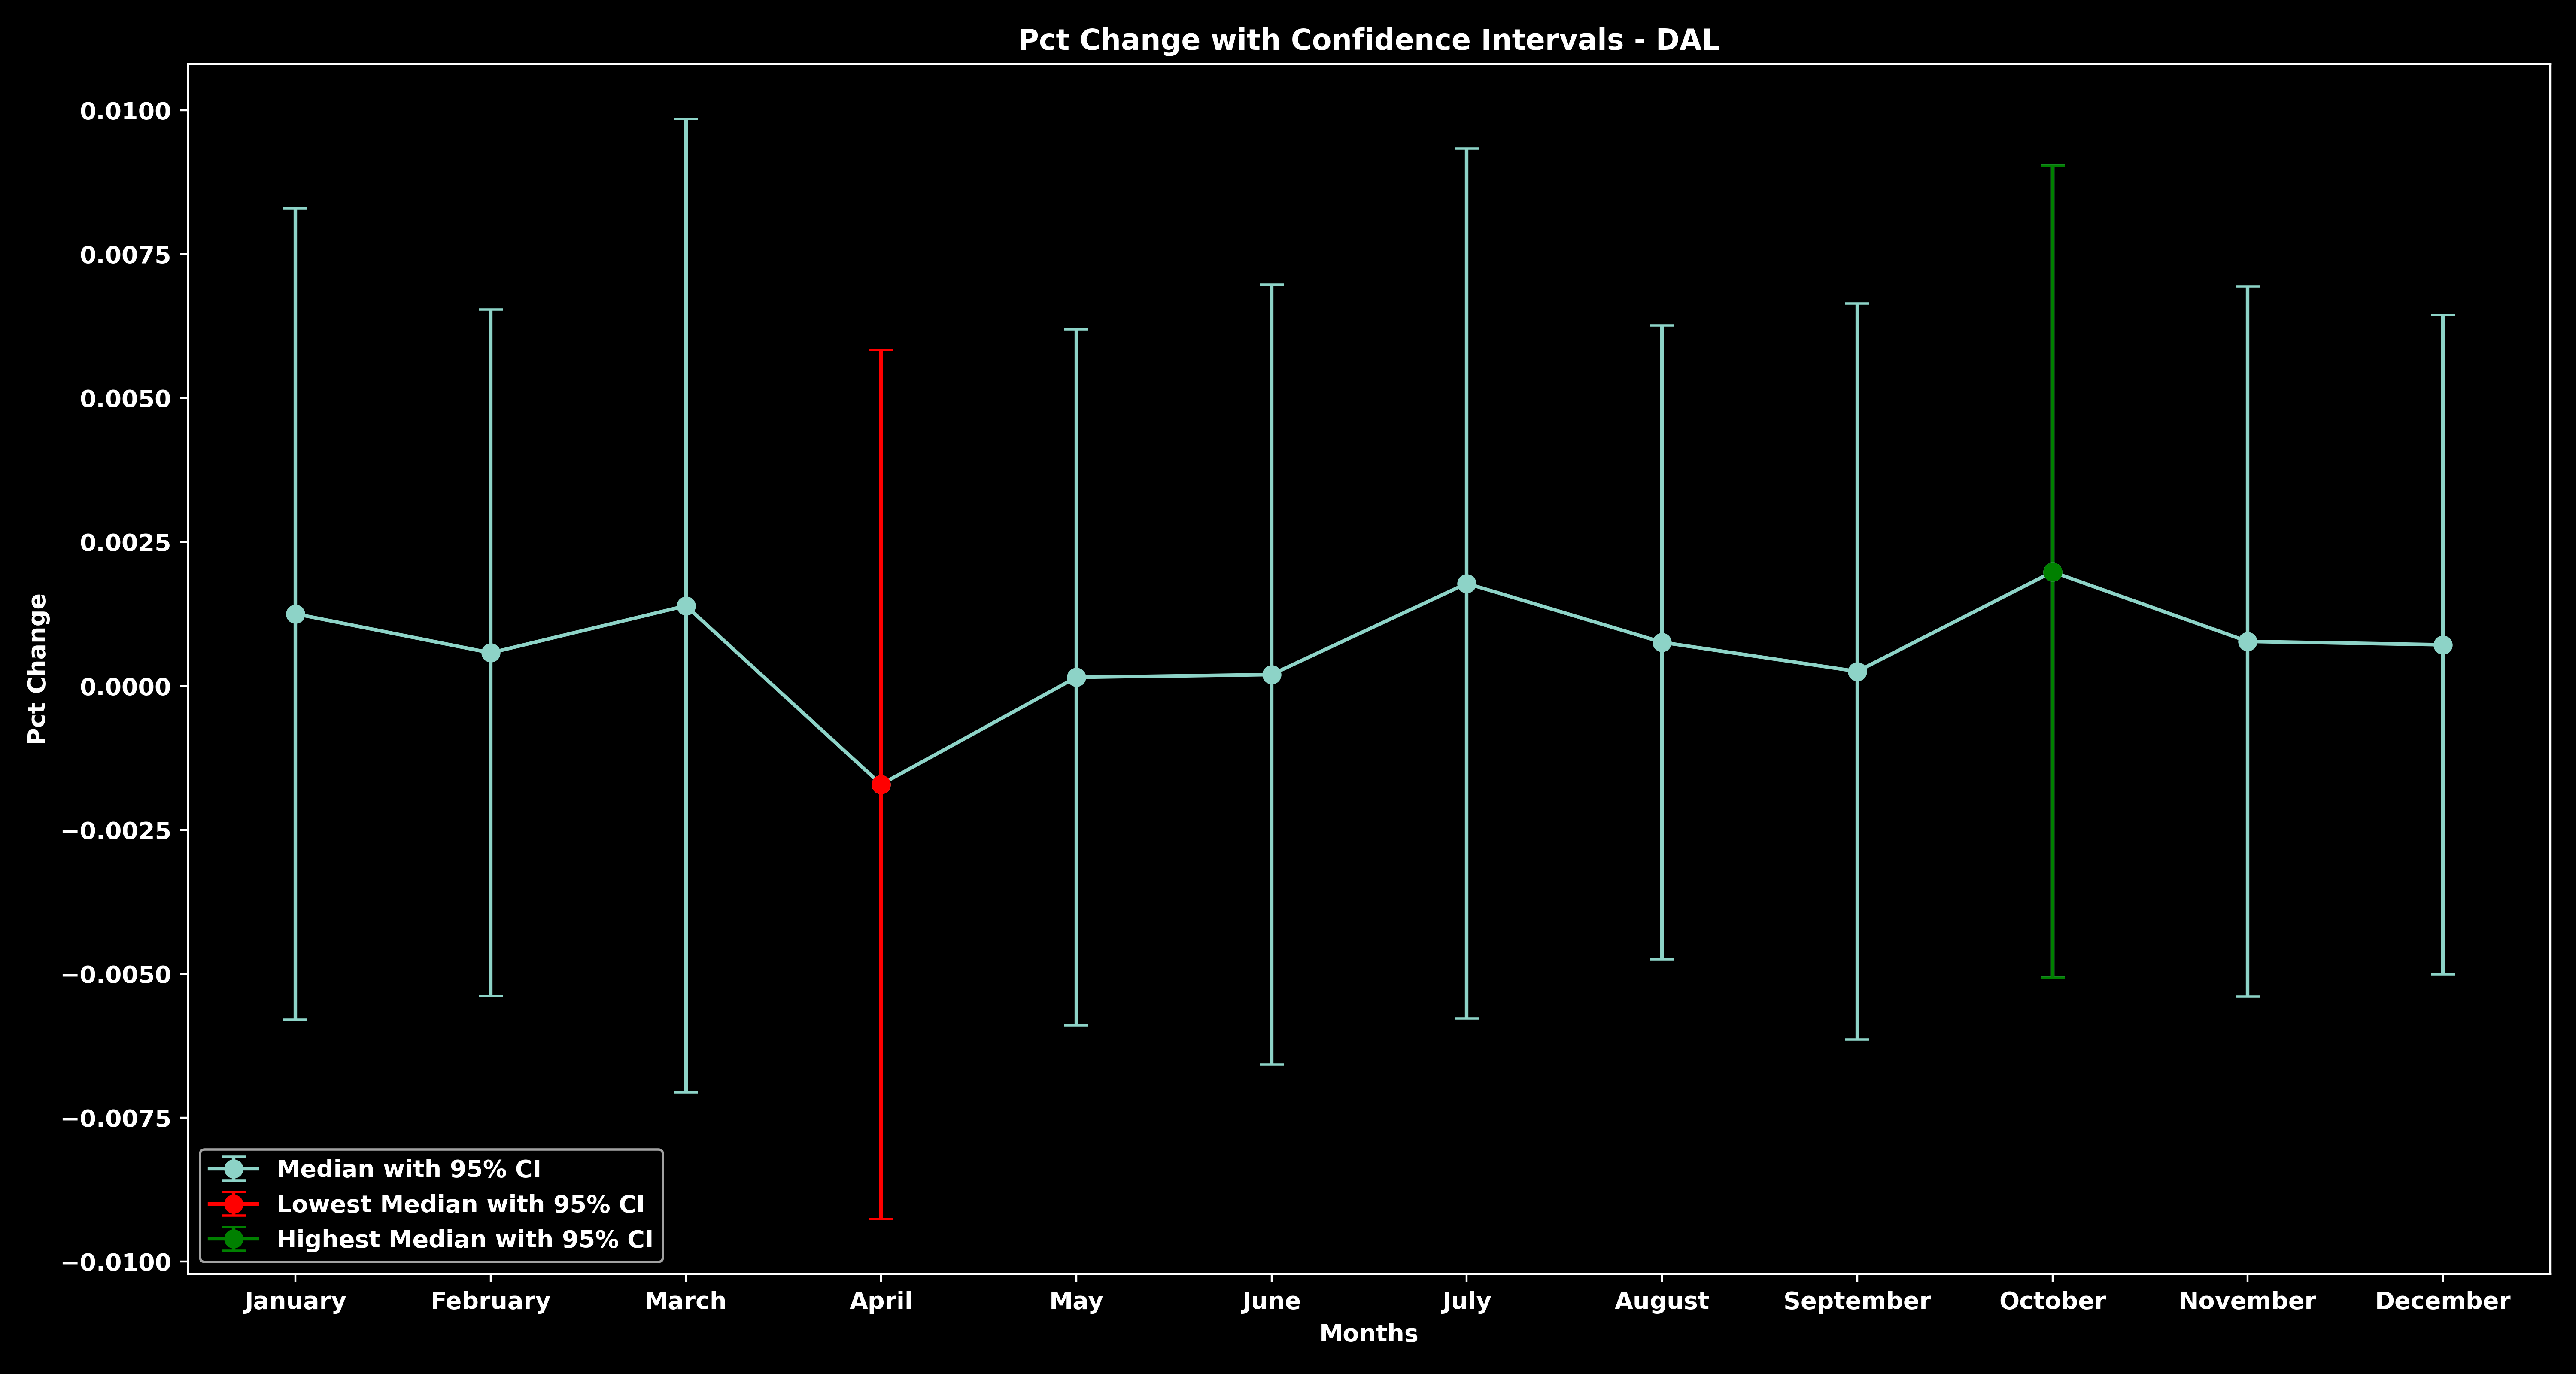 Pct Change with Confidence Intervals - DAL
0.0100
0.0075
0.0050
0.0025
0.0000
−0.0025
−0.0050
−0.0075
−0.0100
Pct Change
Median with 95% CI
Lowest Median with 95% CI
Highest Median with 95% CI
January February March April May June July August September October November December
Months